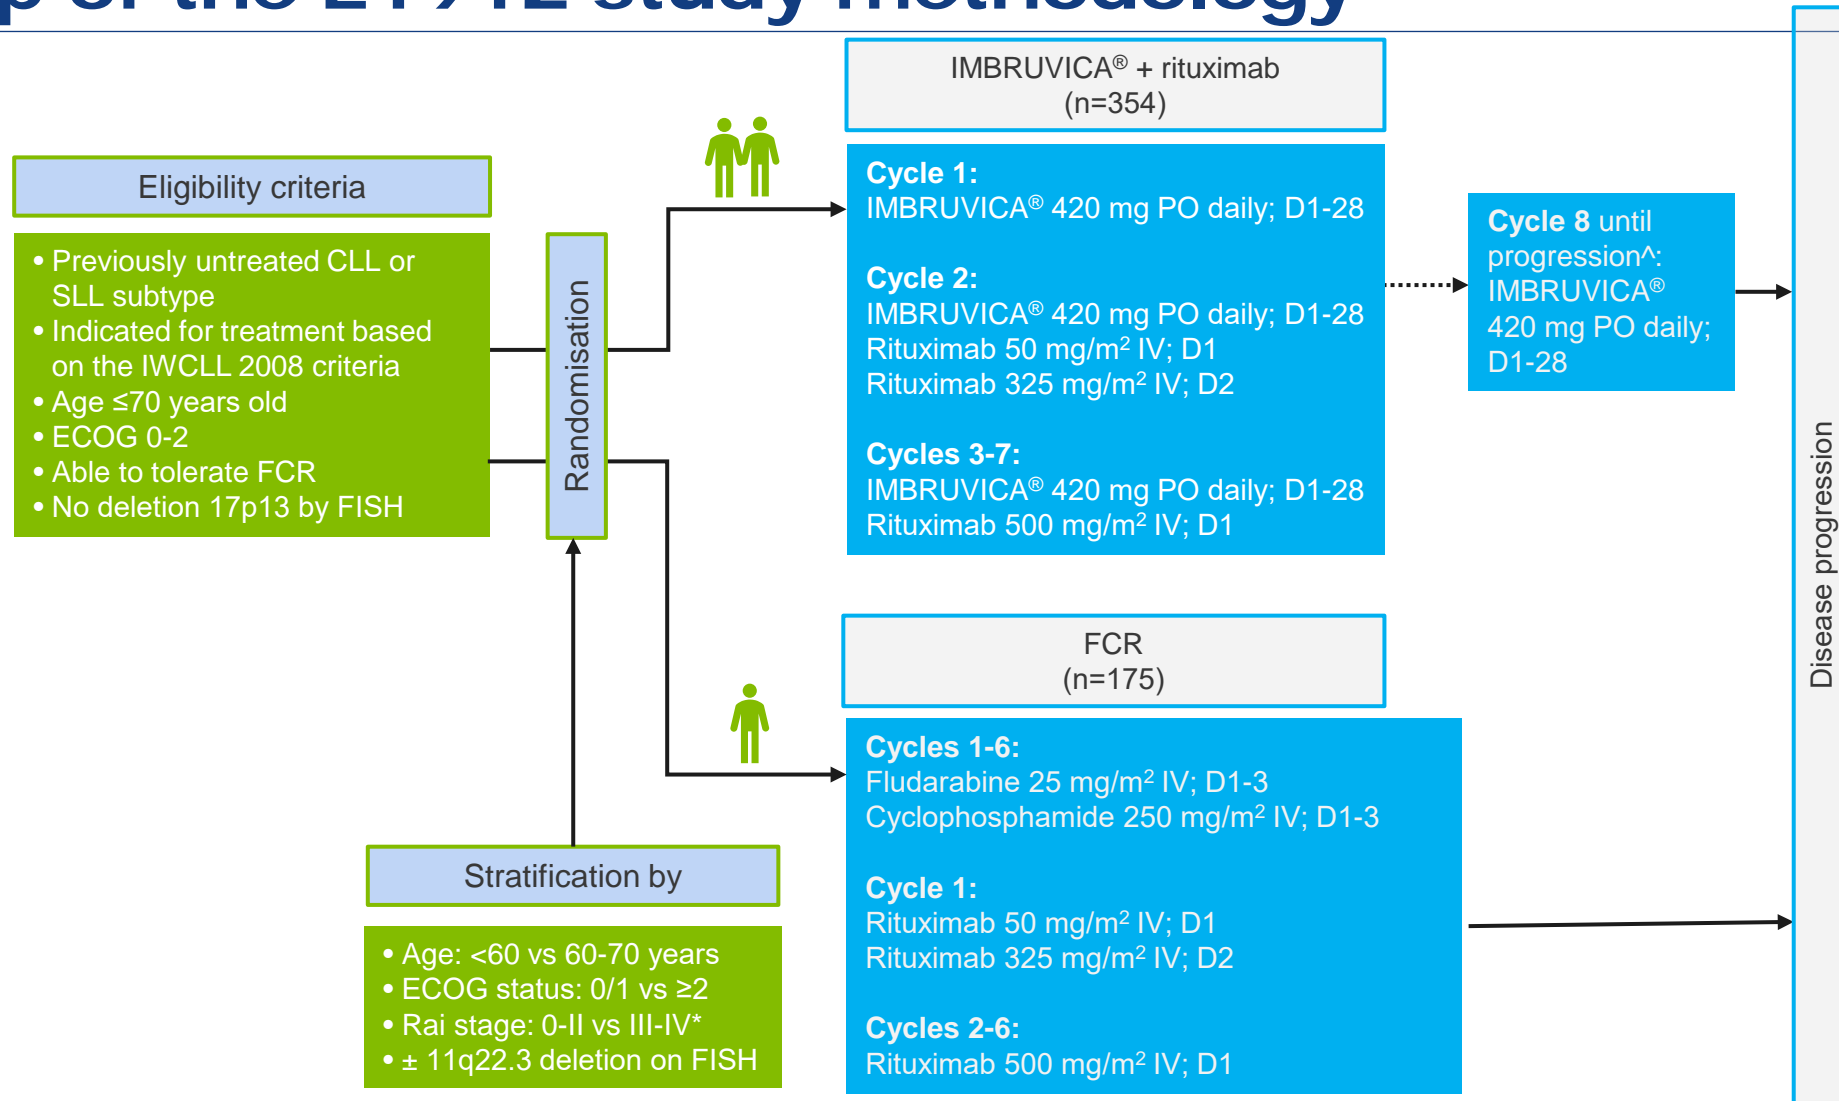 of the E1912 study methodology
IMBRUVICA® + rituximab
(n=354)
Eligibility criteria
• Previously untreated CLL or
SLL subtype
• Indicated for treatment based
on the IWCLL 2008 criteria
• Age ≤70 years old
• ECOG 0-2
• Able to tolerate FCR
• No deletion 17p13 by FISH
Randomisation
Cycle 1:
IMBRUVICA® 420 mg PO daily; D1-28
Cycle 2:
IMBRUVICA® 420 mg PO daily; D1-28
Rituximab 50 mg/m² IV; D1
Rituximab 325 mg/m² IV; D2
Cycles 3-7:
IMBRUVICA® 420 mg PO daily; D1-28
Rituximab 500 mg/m² IV; D1
Cycle 8 until
progression^:
IMBRUVICA®
420 mg PO daily;
D1-28
Disease progression
FCR
(n=175)
Cycles 1-6:
Fludarabine 25 mg/m² IV; D1-3
Cyclophosphamide 250 mg/m² IV; D1-3
Cycle 1:
Rituximab 50 mg/m² IV; D1
Rituximab 325 mg/m² IV; D2
Cycles 2-6:
Rituximab 500 mg/m² IV; D1
Stratification by
• Age: <60 vs 60-70 years
• ECOG status: 0/1 vs ≥2
• Rai stage: 0-II vs III-IV*
• ± 11q22.3 deletion on FISH